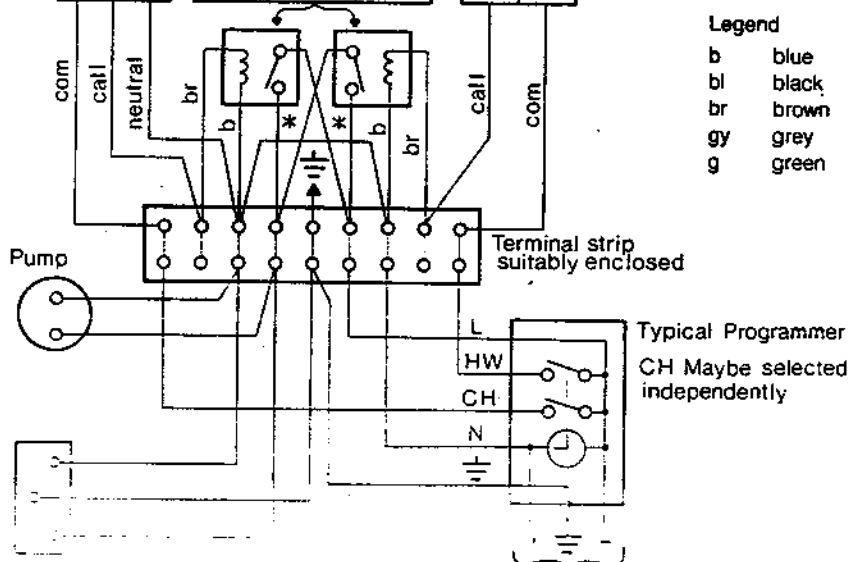 Legend
b blue
bl black
br brown
gy grey
g green
com
call
neutral
br
b
*
*
b
br
call
com
Terminal strip
suitably enclosed
Pump
L
Typical Programmer
HW
CH Maybe selected
independently
CH
N